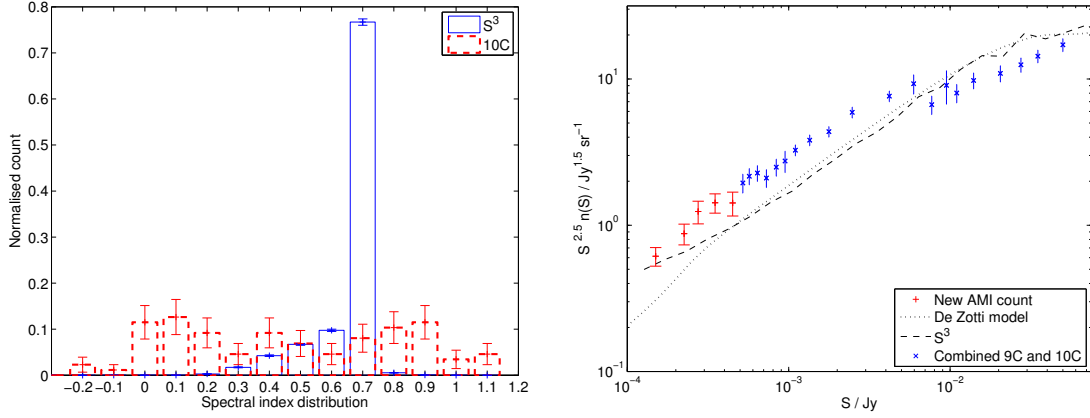 0.8
0.7
0.6
0.5
0.4
0.3
0.2
0.1
0
Normalised count
S³
10C
−0.2 −0.1 0 0.1 0.2 0.3 0.4 0.5 0.6 0.7 0.8 0.9 1 1.1 1.2
Spectral index distribution
10¹
10⁰
10⁻¹
S^2.5 n(S) / Jy^1.5 sr⁻¹
New AMI count
De Zotti model
S³
Combined 9C and 10C
10⁻⁴ 10⁻³ 10⁻²
S / Jy